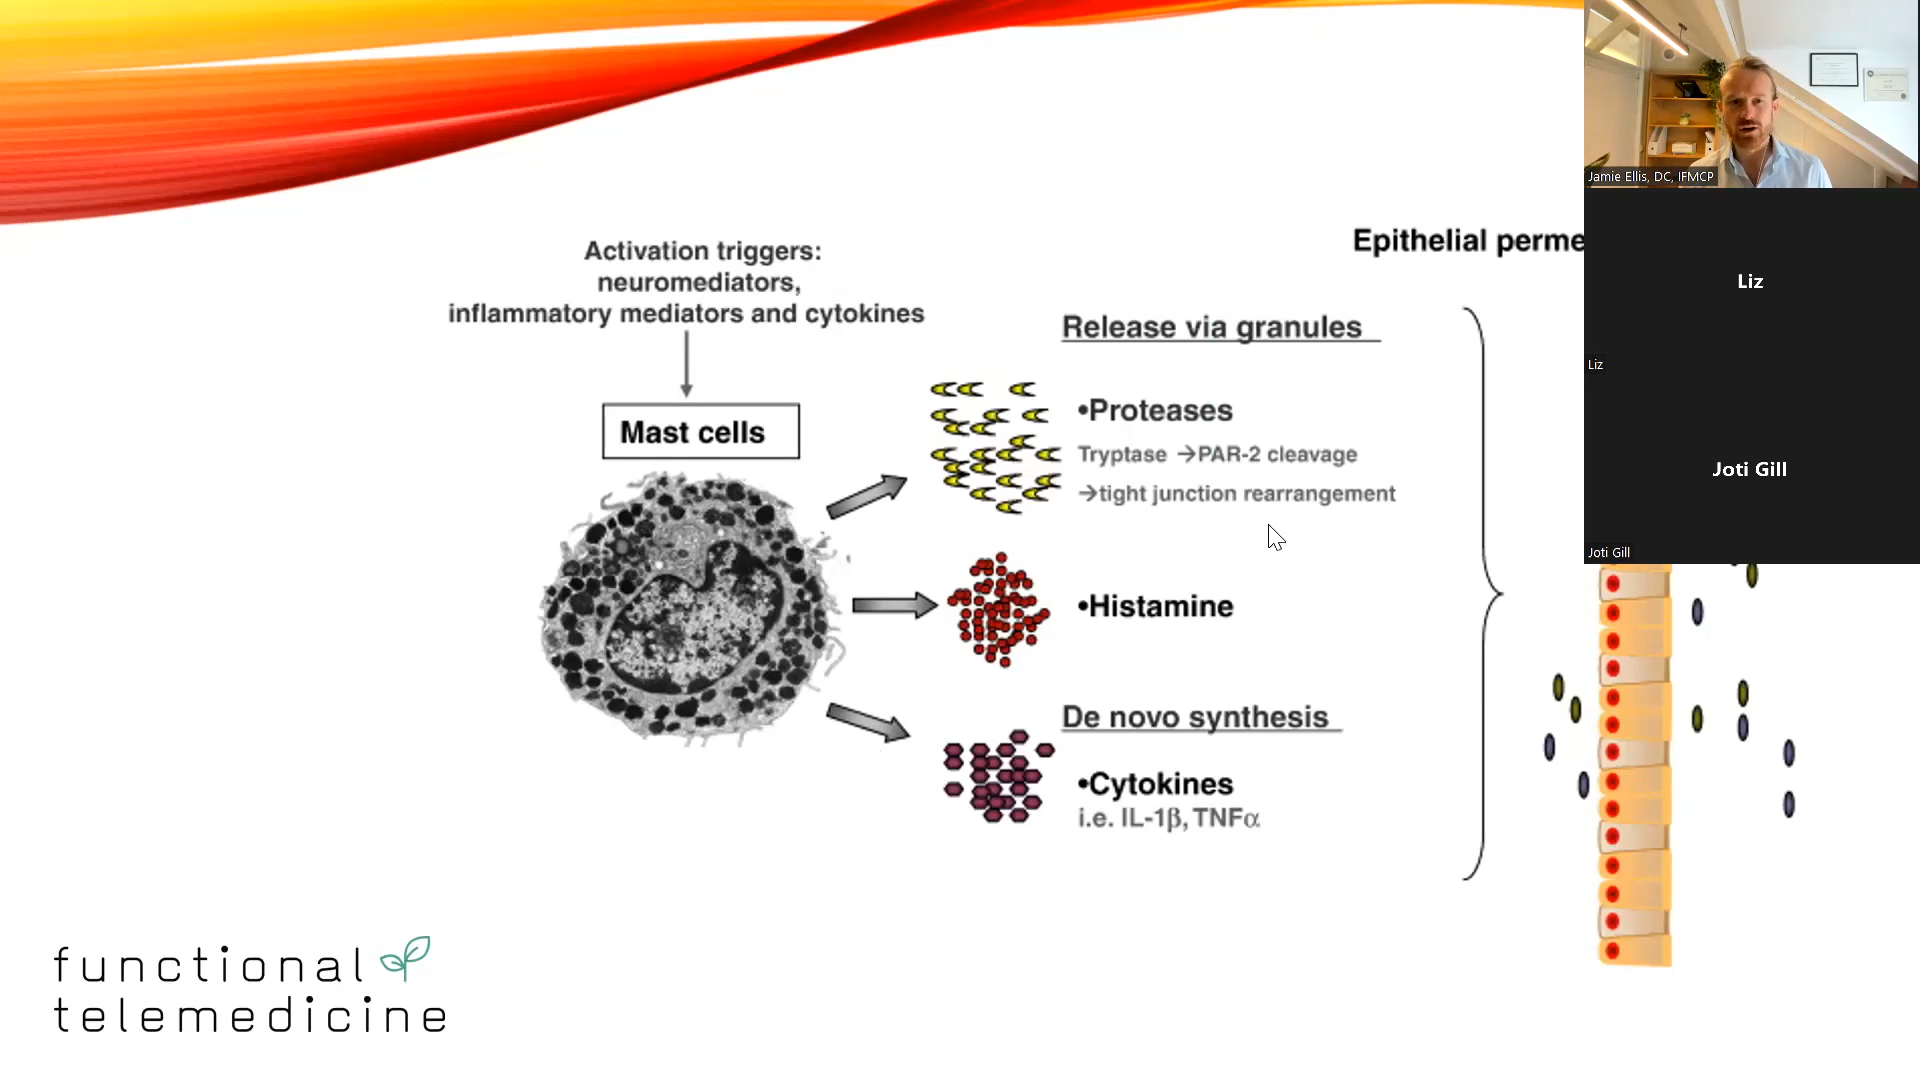 Activation triggers:
neuromediators,
inflammatory mediators and cytokines
Mast cells
Epithelial perme
Release via granules
•Proteases
Tryptase →PAR-2 cleavage
→tight junction rearrangement
•Histamine
De novo synthesis
•Cytokines
i.e. IL-1β, TNFα
functional
telemedicine
Jamie Ellis, DC, IFMCP
Liz
Liz
Joti Gill
Joti Gill